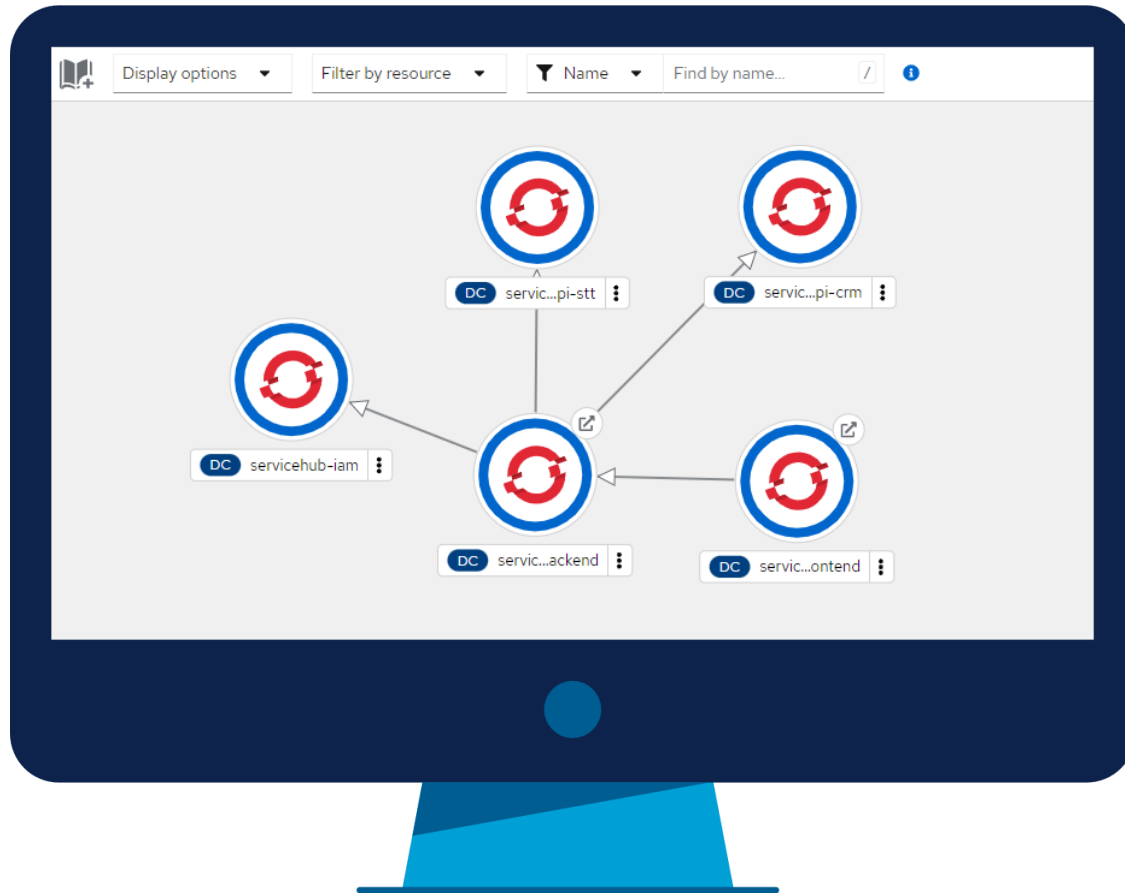 Display options
Filter by resource
Name
Find by name...
/
i
DC servic...pi-stt
DC servic...pi-crm
DC servicehub-iam
DC servic...ackend
DC servic...ontend